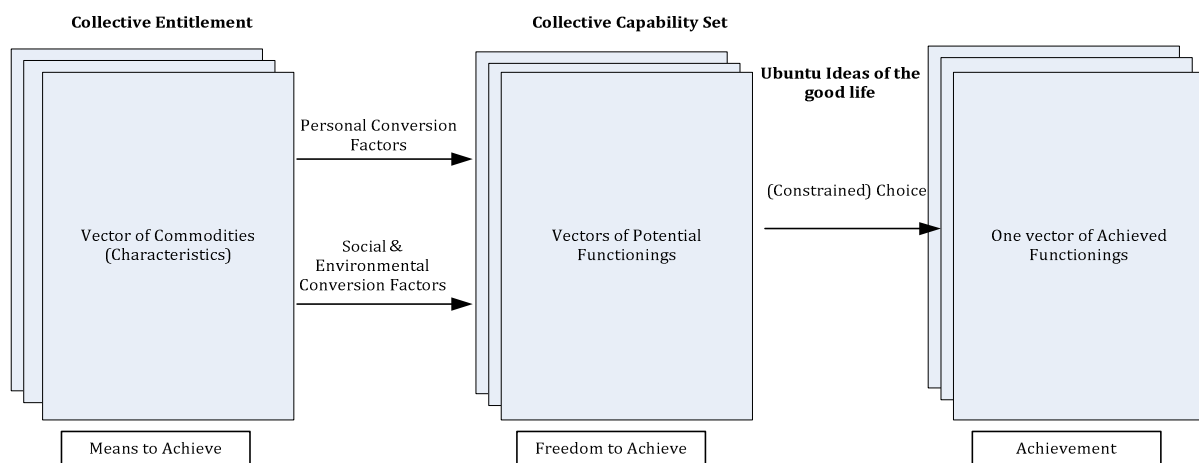 Collective Entitlement
Collective Capability Set
Ubuntu Ideas of the
good life
Personal Conversion
Factors
(Constrained) Choice
Vector of Commodities
(Characteristics)
Social &
Environmental
Conversion Factors
Vectors of Potential
Functionings
One vector of Achieved
Functionings
Means to Achieve
Freedom to Achieve
Achievement